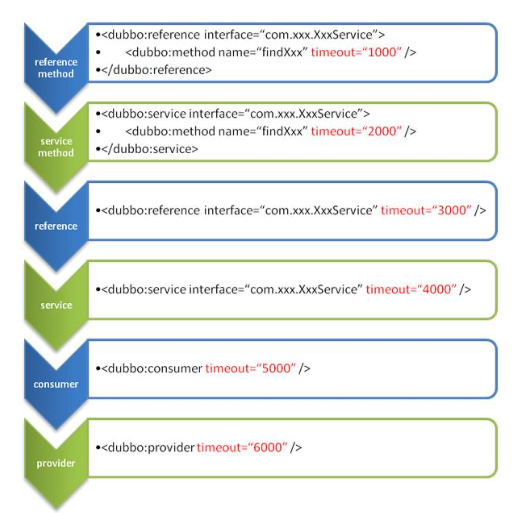 reference
method
•<dubbo:reference interface=“com.xxx.XxxService”>
• <dubbo:method name=“findXxx” timeout=“1000” />
•</dubbo:reference>
service
method
•<dubbo:service interface=“com.xxx.XxxService”>
• <dubbo:method name=“findXxx” timeout=“2000” />
•</dubbo:service>
reference
•<dubbo:reference interface=“com.xxx.XxxService” timeout=“3000” />
service
•<dubbo:service interface=“com.xxx.XxxService” timeout=“4000” />
consumer
•<dubbo:consumer timeout=“5000” />
provider
•<dubbo:provider timeout=“6000” />